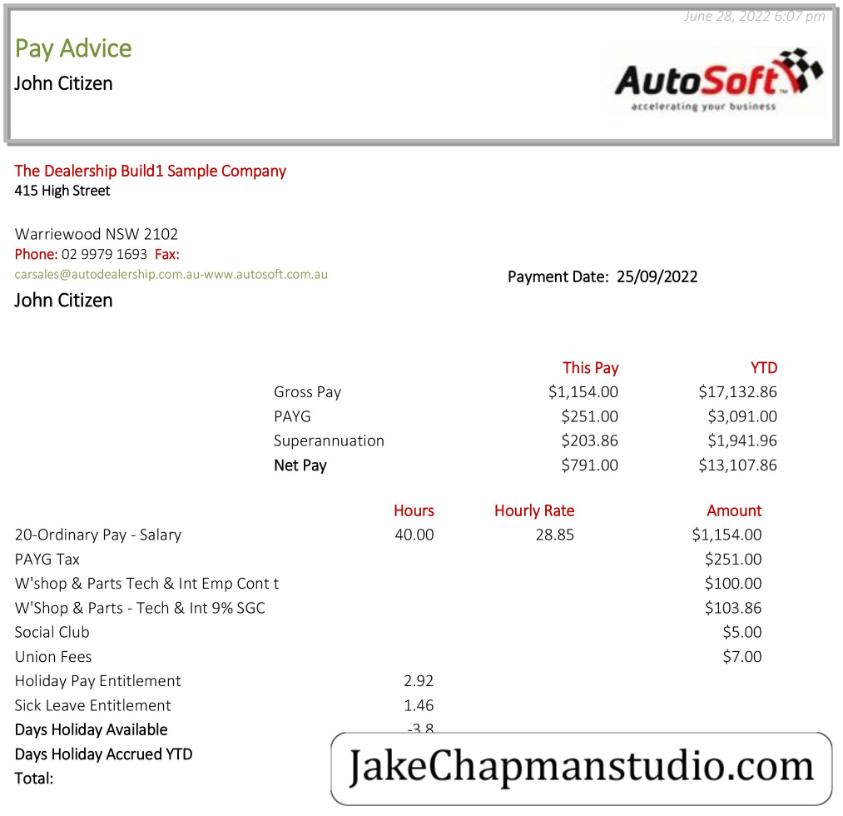 June 28, 2022 6:07 pm
Pay Advice
John Citizen
AutoSoft™
accelerating your business
The Dealership Build1 Sample Company
415 High Street
Warriewood NSW 2102
Phone: 02 9979 1693 Fax:
carsales@autodealership.com.au-www.autosoft.com.au
Payment Date: 25/09/2022
John Citizen
This Pay YTD
Gross Pay $1,154.00 $17,132.86
PAYG $251.00 $3,091.00
Superannuation $203.86 $1,941.96
Net Pay $791.00 $13,107.86
Hours Hourly Rate Amount
20-Ordinary Pay - Salary 40.00 28.85 $1,154.00
PAYG Tax $251.00
W'shop & Parts Tech & Int Emp Cont t $100.00
W'Shop & Parts - Tech & Int 9% SGC $103.86
Social Club $5.00
Union Fees $7.00
Holiday Pay Entitlement 2.92
Sick Leave Entitlement 1.46
Days Holiday Available -3.8
Days Holiday Accrued YTD
Total:
JakeChapmanstudio.com